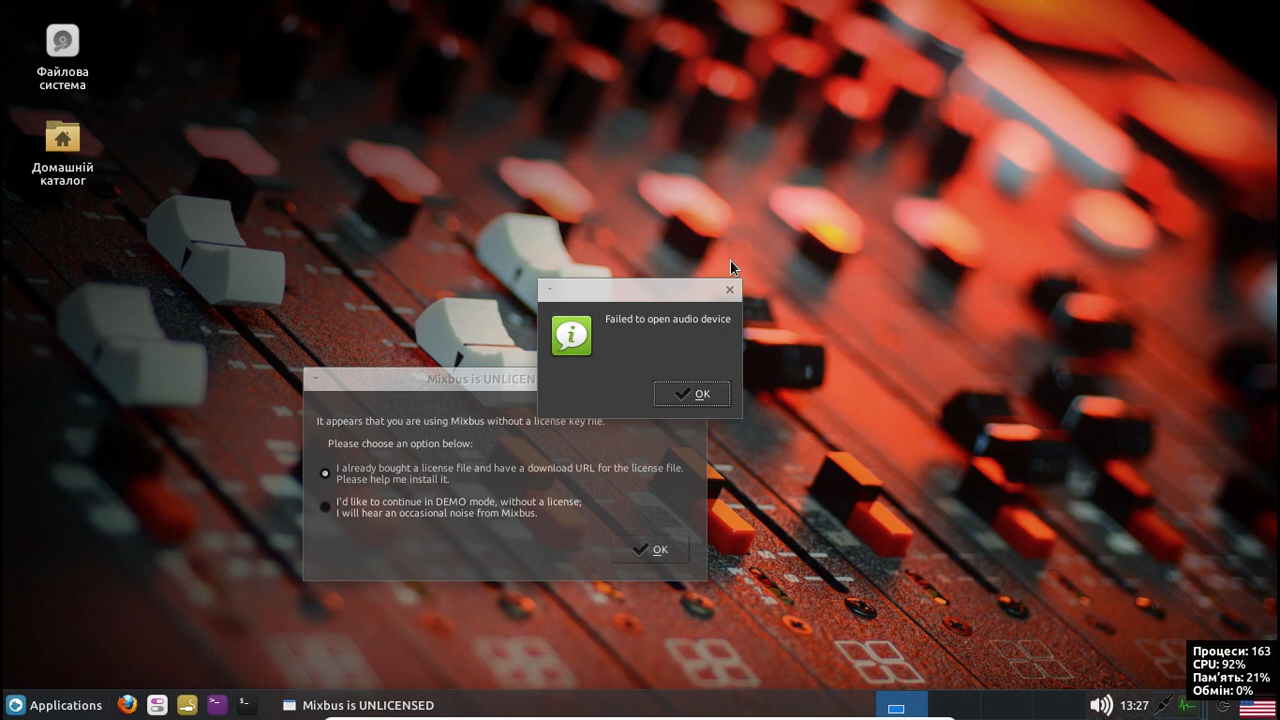 Файлова
система
Домашній
каталог
Failed to open audio device
OK
Mixbus is UNLICEN
It appears that you are using Mixbus without a license key file.
Please choose an option below:
I already bought a license file and have a download URL for the license file.
Please help me install it.
I'd like to continue in DEMO mode, without a license;
I will hear an occasional noise from Mixbus.
OK
Процеси: 163
CPU: 92%
Пам'ять: 21%
Обмін: 0%
Applications
Mixbus is UNLICENSED
13:27